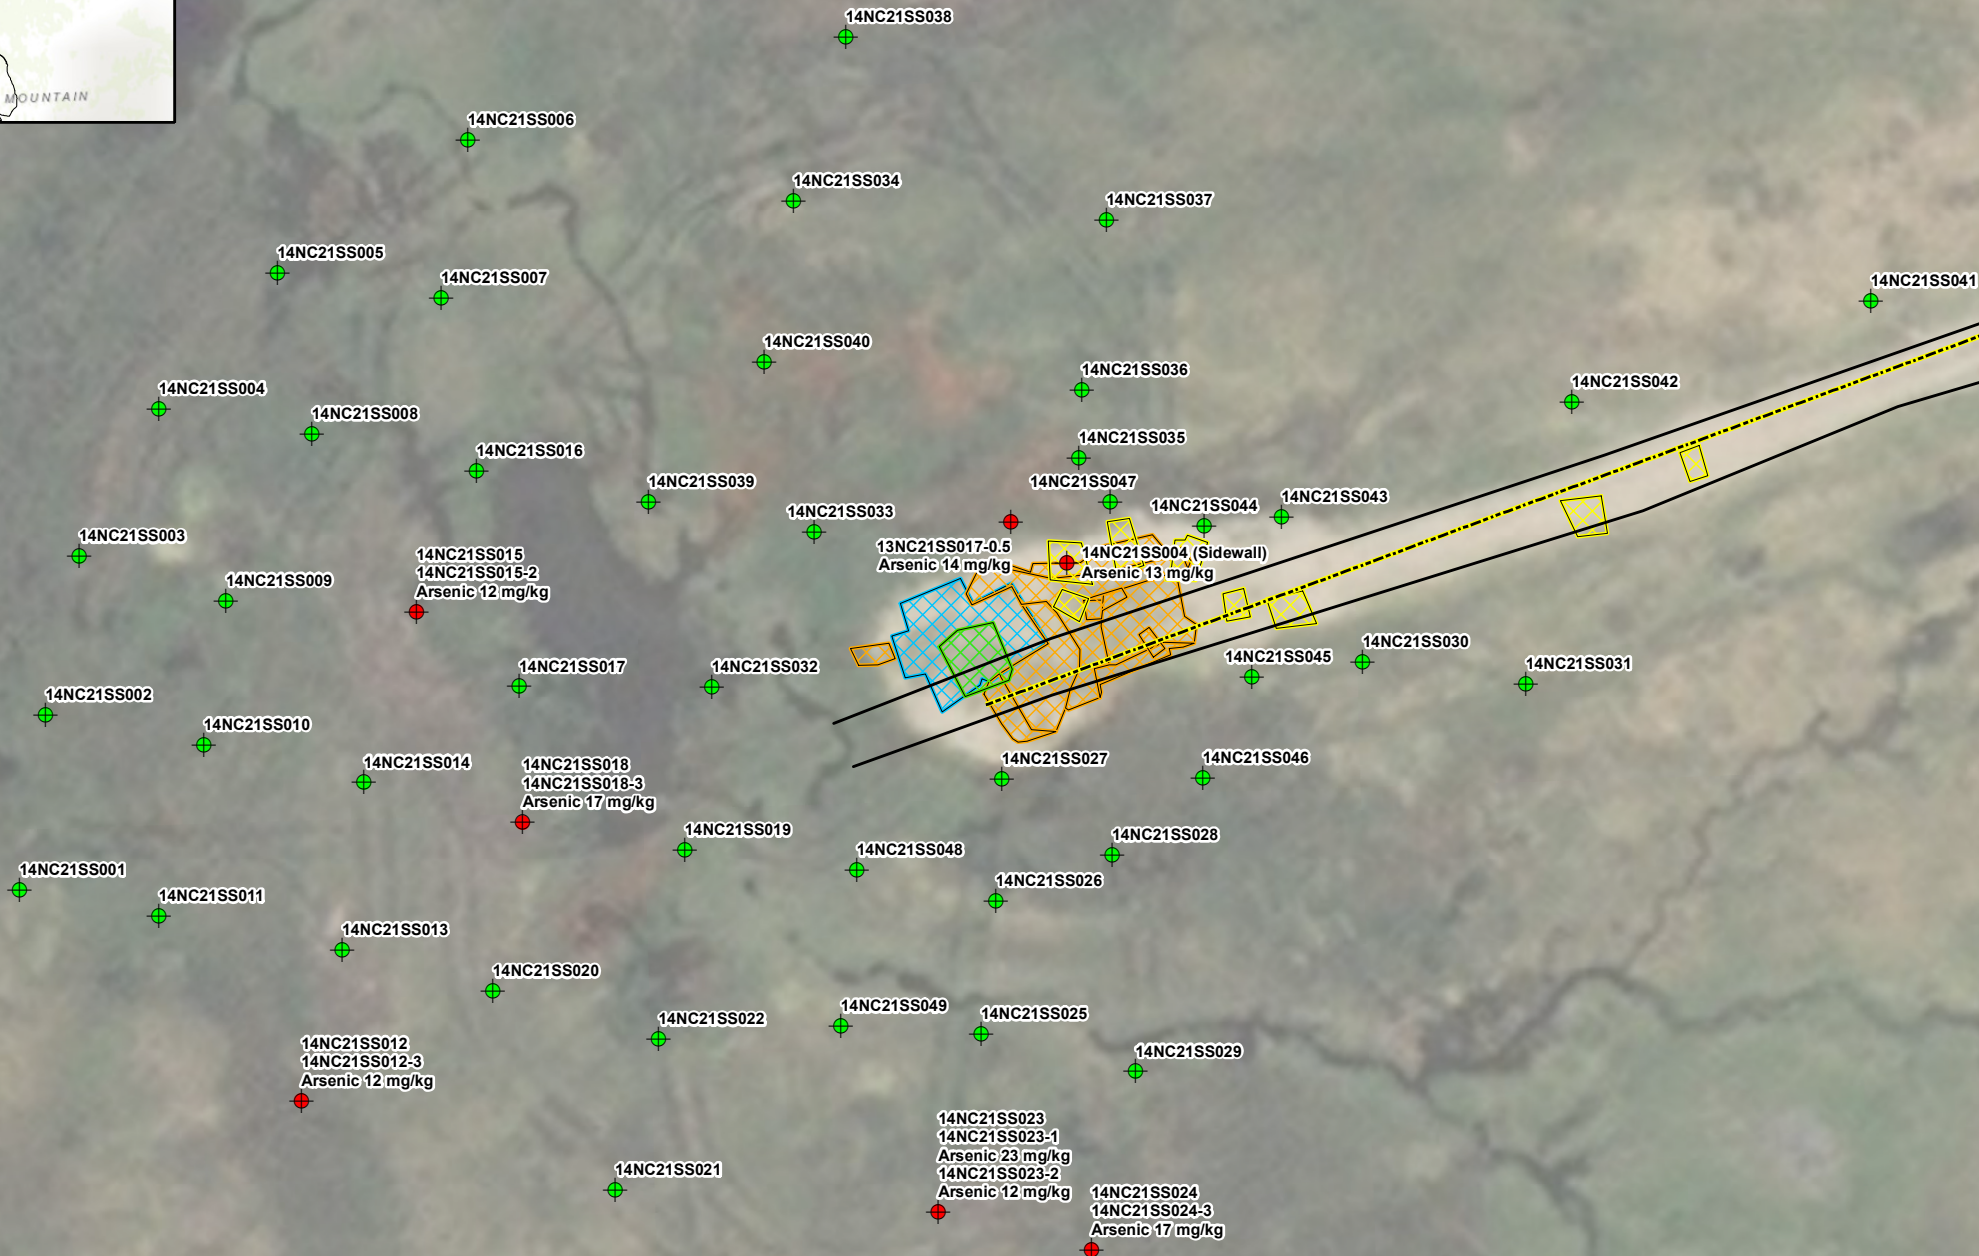 14NC21SS038
MOUNTAIN
14NC21SS006
14NC21SS034
14NC21SS037
14NC21SS005
14NC21SS007
14NC21SS041
14NC21SS040
14NC21SS036
14NC21SS042
14NC21SS004
14NC21SS008
14NC21SS035
14NC21SS016
14NC21SS039
14NC21SS047
14NC21SS043
14NC21SS044
14NC21SS033
14NC21SS003
13NC21SS017-0.5
Arsenic 14 mg/kg
14NC21SS004 (Sidewall)
Arsenic 13 mg/kg
14NC21SS015
14NC21SS015-2
Arsenic 12 mg/kg
14NC21SS009
14NC21SS030
14NC21SS045
14NC21SS031
14NC21SS017
14NC21SS032
14NC21SS002
14NC21SS010
14NC21SS014
14NC21SS018
14NC21SS018-3
Arsenic 17 mg/kg
14NC21SS027
14NC21SS046
14NC21SS019
14NC21SS028
14NC21SS048
14NC21SS001
14NC21SS026
14NC21SS011
14NC21SS013
14NC21SS020
14NC21SS049
14NC21SS025
14NC21SS022
14NC21SS012
14NC21SS012-3
Arsenic 12 mg/kg
14NC21SS029
14NC21SS023
14NC21SS023-1
Arsenic 23 mg/kg
14NC21SS023-2
Arsenic 12 mg/kg
14NC21SS021
14NC21SS024
14NC21SS024-3
Arsenic 17 mg/kg